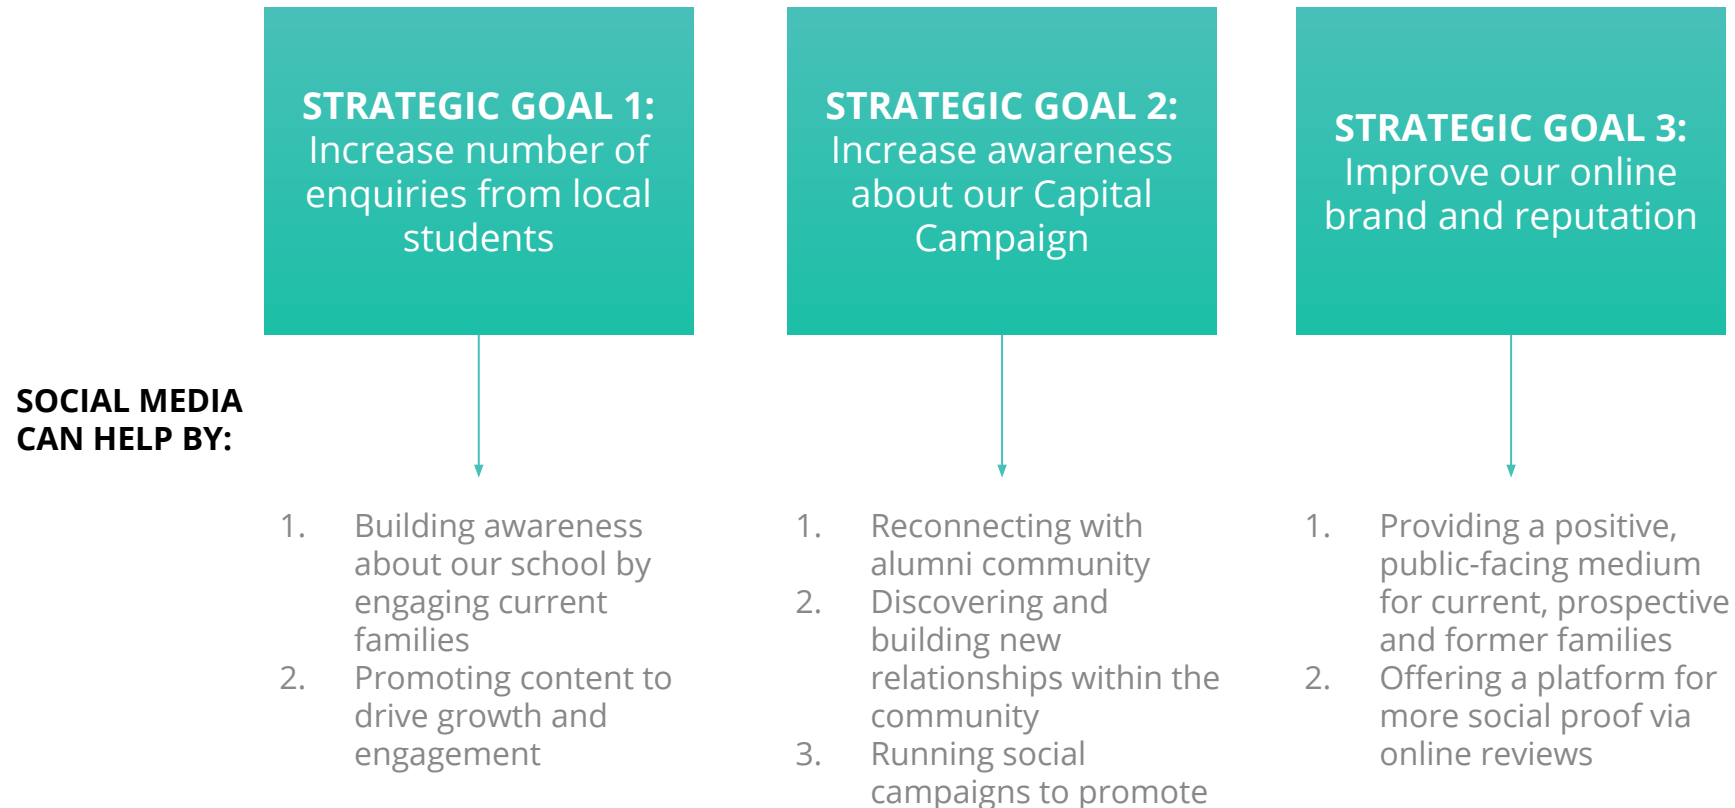 STRATEGIC GOAL 1:
Increase number of
enquiries from local
students
STRATEGIC GOAL 2:
Increase awareness
about our Capital
Campaign
STRATEGIC GOAL 3:
Improve our online
brand and reputation
SOCIAL MEDIA
CAN HELP BY:
1. Building awareness
about our school by
engaging current
families
2. Promoting content to
drive growth and
engagement
1. Reconnecting with
alumni community
2. Discovering and
building new
relationships within the
community
3. Running social
campaigns to promote
1. Providing a positive,
public-facing medium
for current, prospective
and former families
2. Offering a platform for
more social proof via
online reviews